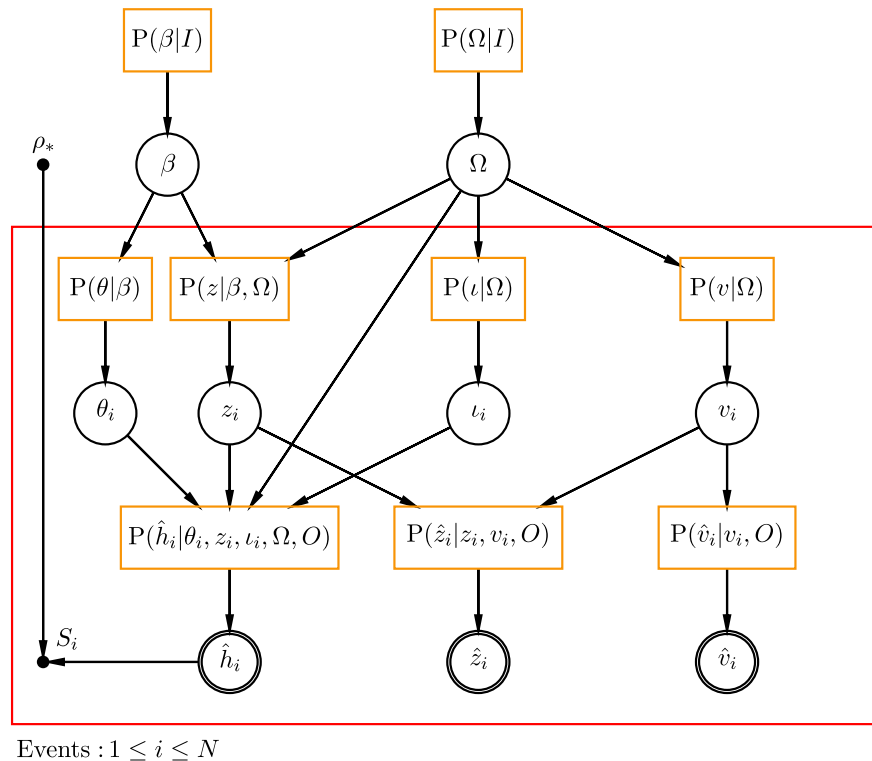 P(β|I) P(Ω|I)
ρ* β Ω
P(θ|β) P(z|β, Ω) P(ι|Ω) P(v|Ω)
θᵢ zᵢ ιᵢ vᵢ
P(ĥᵢ|θᵢ, zᵢ, ιᵢ, Ω, O) P(ẑᵢ|zᵢ, vᵢ, O) P(v̂ᵢ|vᵢ, O)
Sᵢ ĥᵢ ẑᵢ v̂ᵢ
Events : 1 ≤ i ≤ N